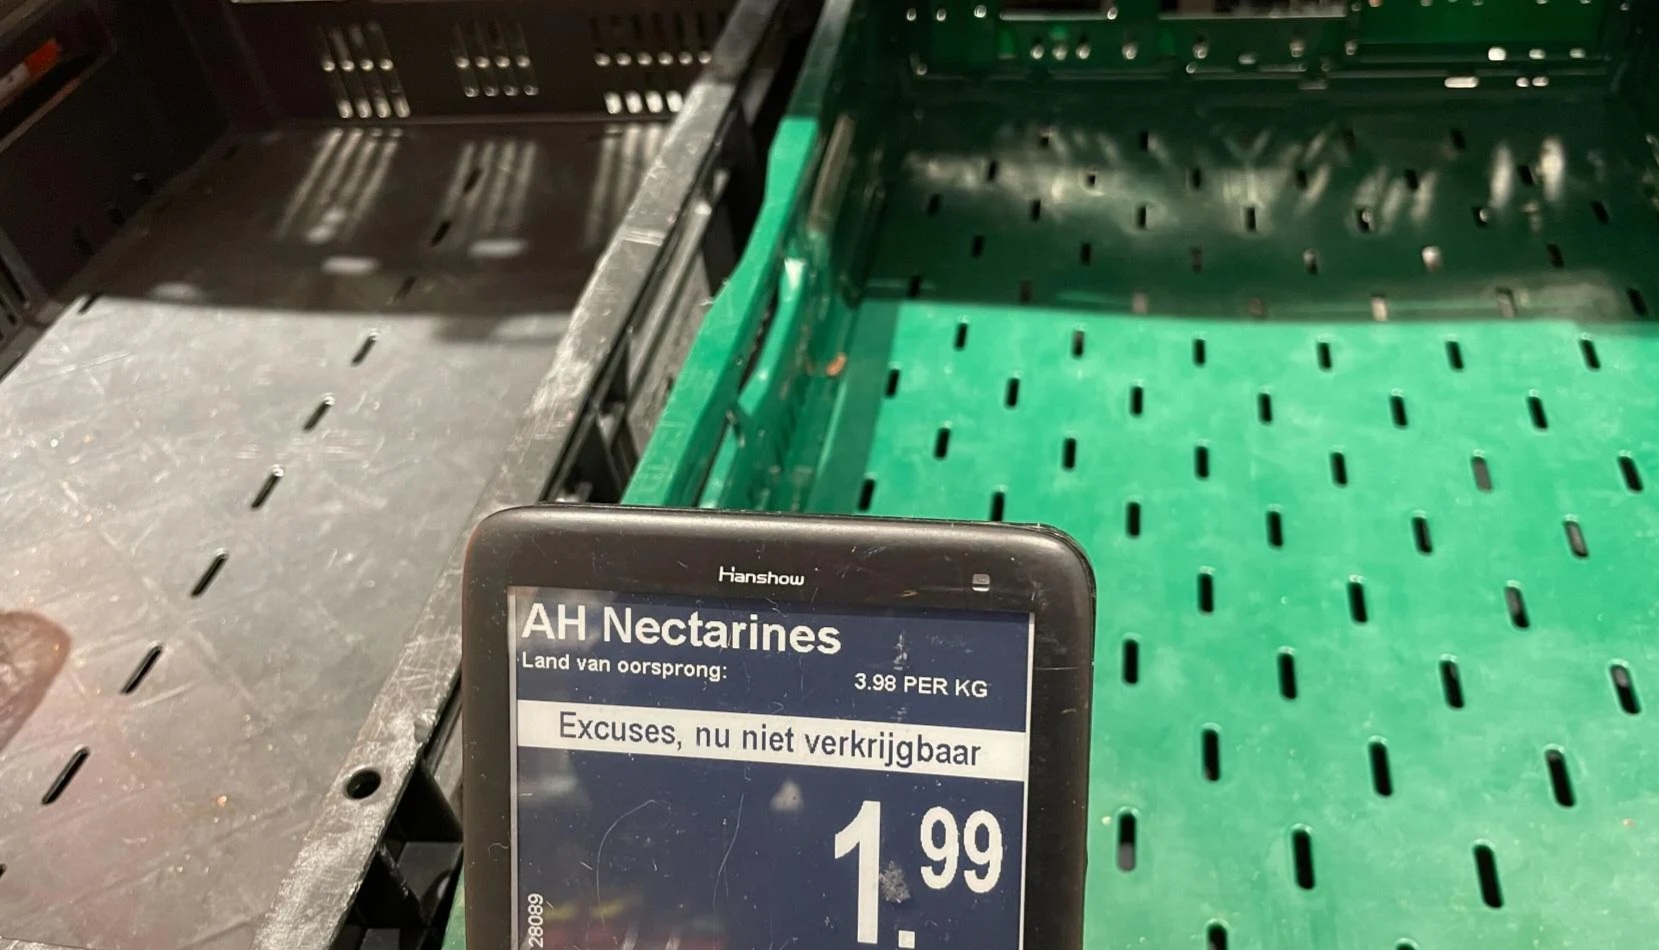 Hanshow
AH Nectarines
Land van oorsprong:
3.98 PER KG
Excuses, nu niet verkrijgbaar
1.99
28089